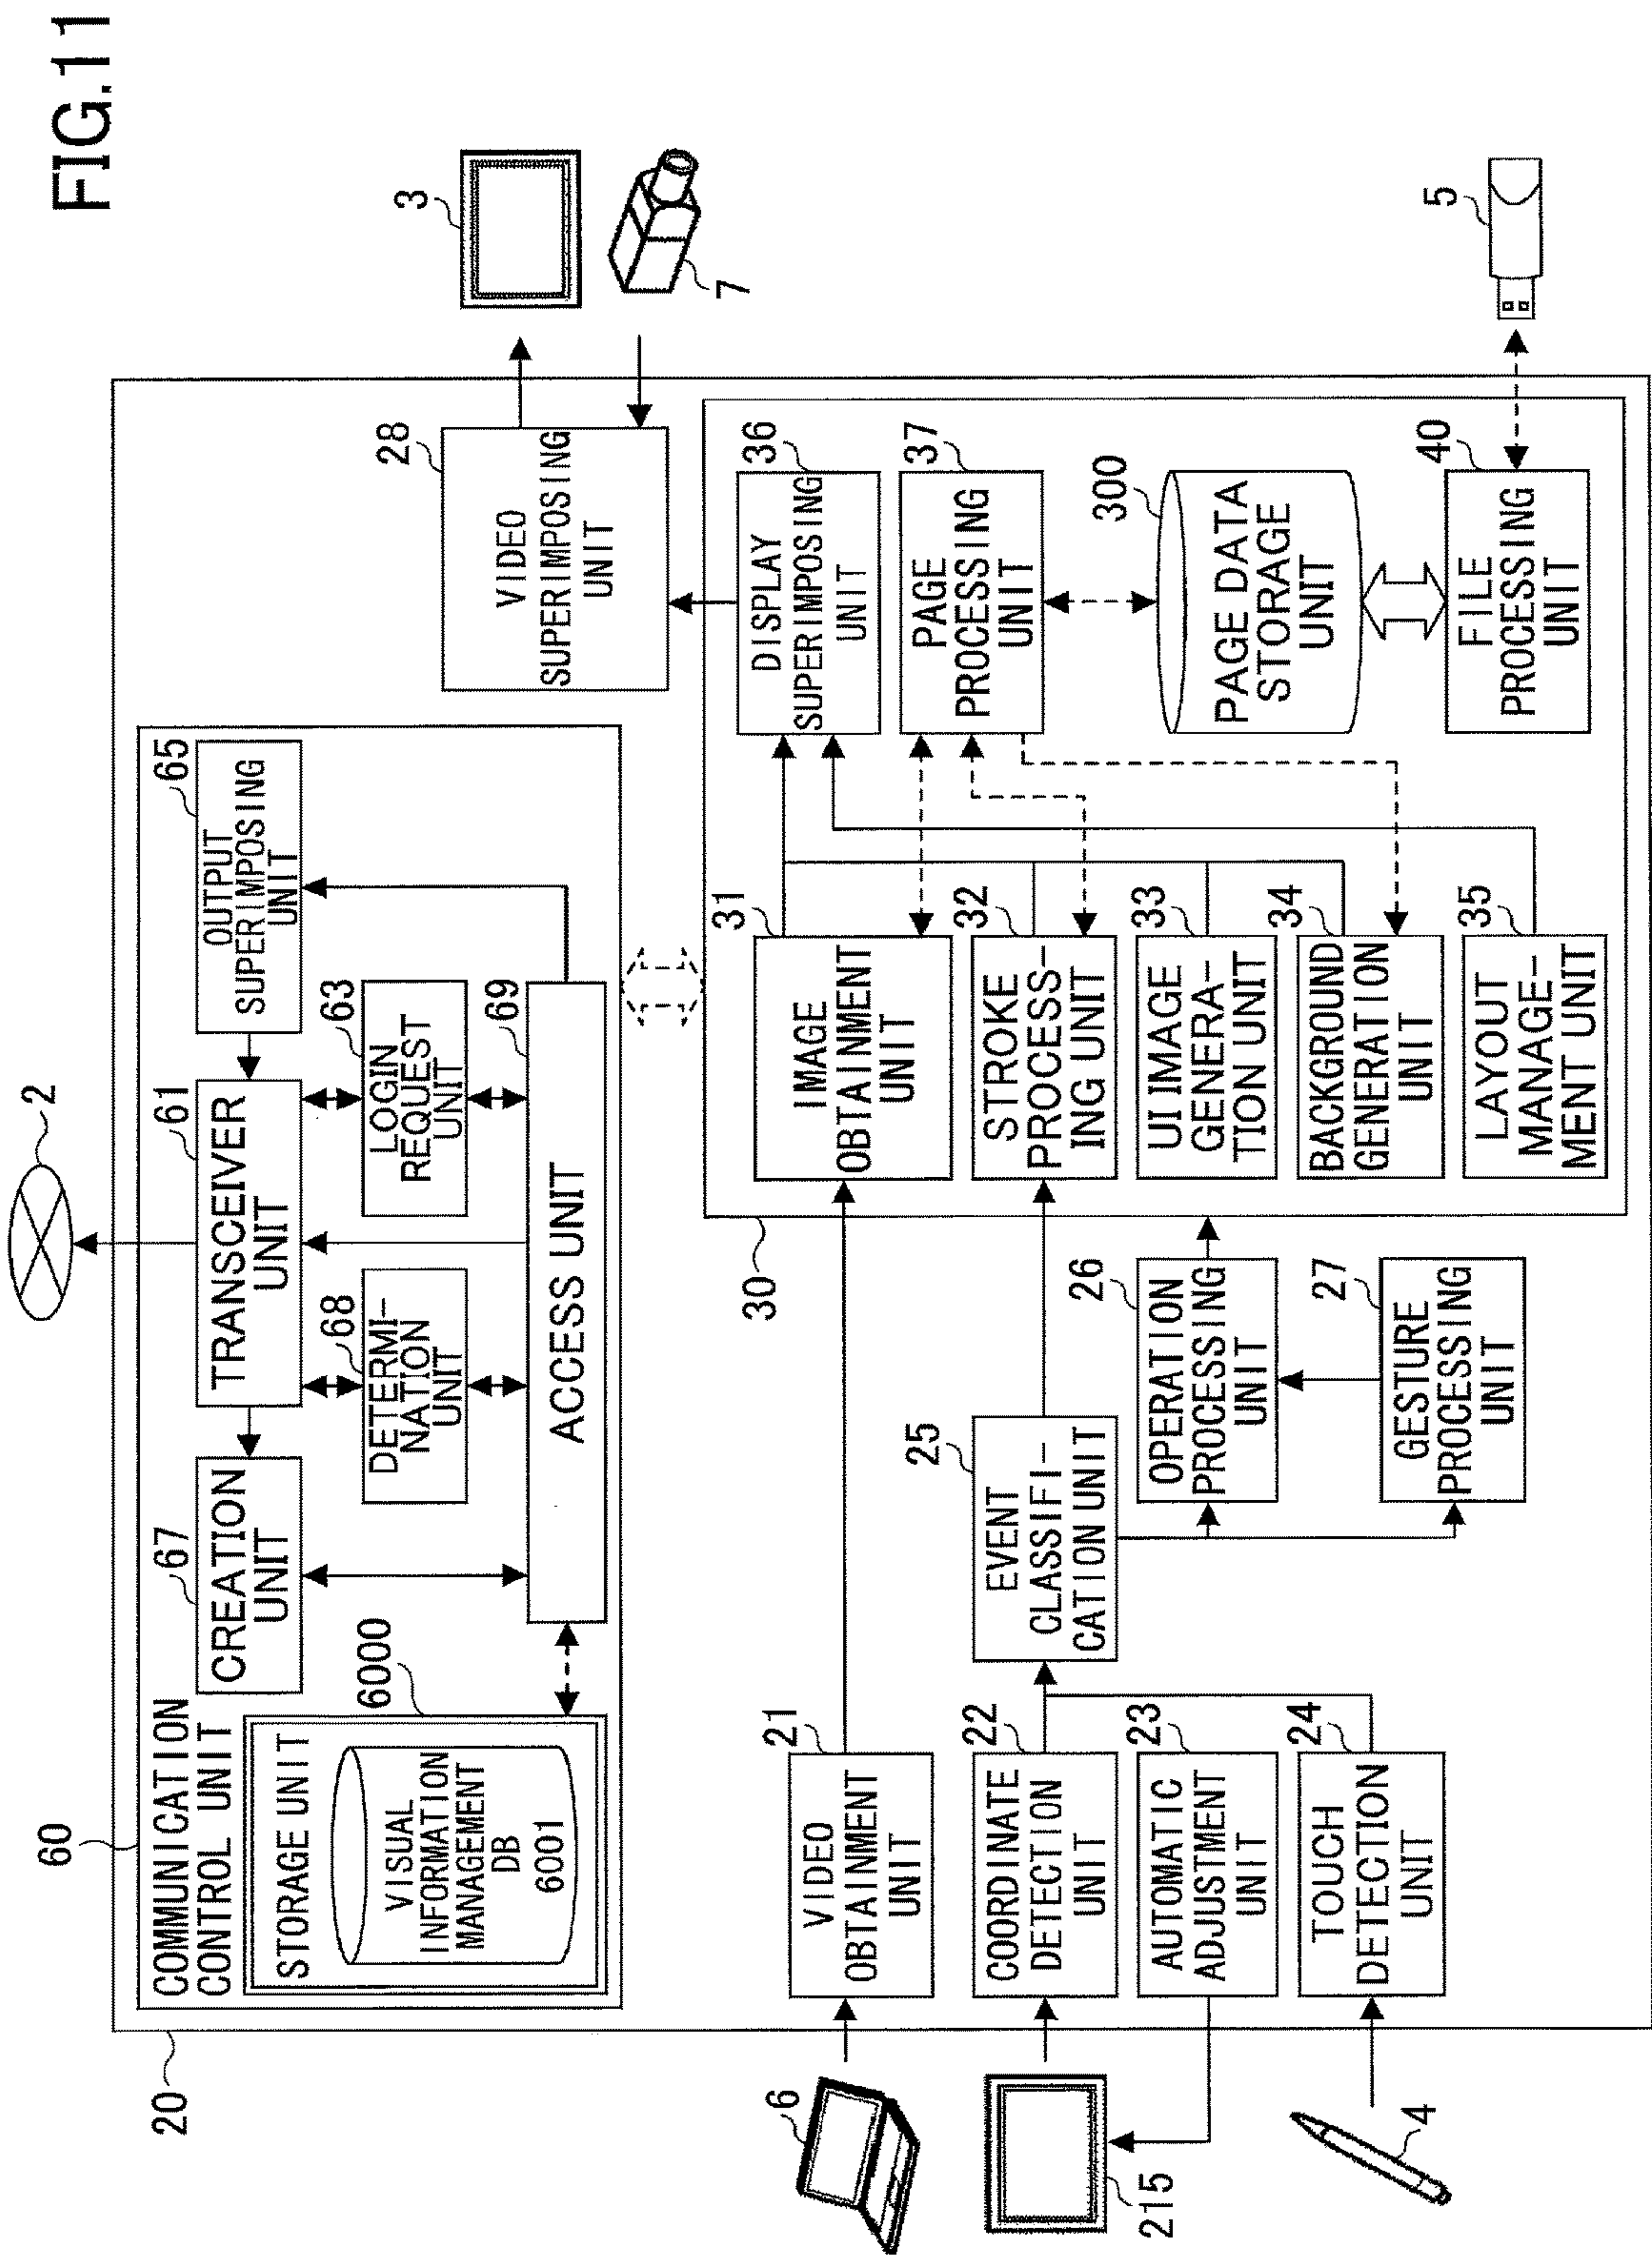 FIG.11
2
60
COMMUNICATION
CONTROL UNIT
20
67
CREATION
UNIT
61
TRANSCEIVER
UNIT
65
OUTPUT
SUPERIMPOSING
UNIT
68
DETERMI-
NATION
UNIT
63
LOGIN
REQUEST
UNIT
69
ACCESS UNIT
6000
STORAGE UNIT
VISUAL
INFORMATION
MANAGEMENT
DB
6001
28
VIDEO
SUPERIMPOSING
UNIT
3
7
6
21
VIDEO
OBTAINMENT
UNIT
215
22
COORDINATE
DETECTION
UNIT
23
AUTOMATIC
ADJUSTMENT
UNIT
4
24
TOUCH
DETECTION
UNIT
25
EVENT
CLASSIFI-
CATION UNIT
26
OPERATION
PROCESSING
UNIT
27
GESTURE
PROCESSING
UNIT
30
31
IMAGE
OBTAINMENT
UNIT
32
STROKE
PROCESS-
ING UNIT
33
UI IMAGE
GENERA-
TION UNIT
34
BACKGROUND
GENERATION
UNIT
35
LAYOUT
MANAGE-
MENT UNIT
36
DISPLAY
SUPERIMPOSING
UNIT
37
PAGE
PROCESSING
UNIT
300
PAGE DATA
STORAGE
UNIT
40
FILE
PROCESSING
UNIT
5